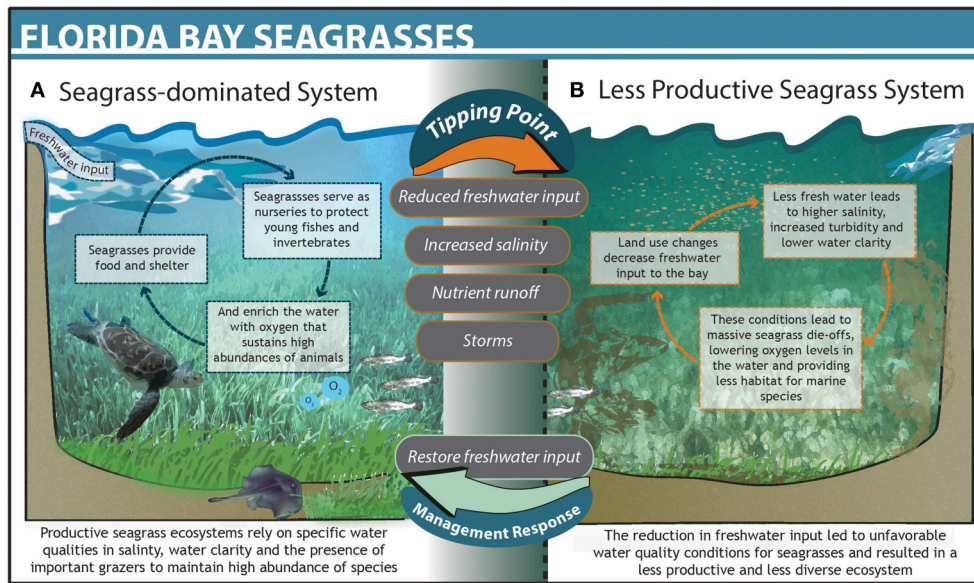 FLORIDA BAY SEAGRASSES
A Seagrass-dominated System
Freshwater input
Seagrassses serve as
nurseries to protect
young fishes and
invertebrates
Seagrasses provide
food and shelter
And enrich the water
with oxygen that
sustains high
abundances of animals
O2
O2
Productive seagrass ecosystems rely on specific water
qualities in salinty, water clarity and the presence of
important grazers to maintain high abundance of species
Tipping Point
Reduced freshwater input
Increased salinity
Nutrient runoff
Storms
Restore freshwater input
Management Response
B Less Productive Seagrass System
Less fresh water leads
to higher salinity,
increased turbidity and
lower water clarity
Land use changes
decrease freshwater
input to the bay
These conditions lead to
massive seagrass die-offs,
lowering oxygen levels in
the water and providing
less habitat for marine
species
The reduction in freshwater input led to unfavorable
water quality conditions for seagrasses and resulted in a
less productive and less diverse ecosystem